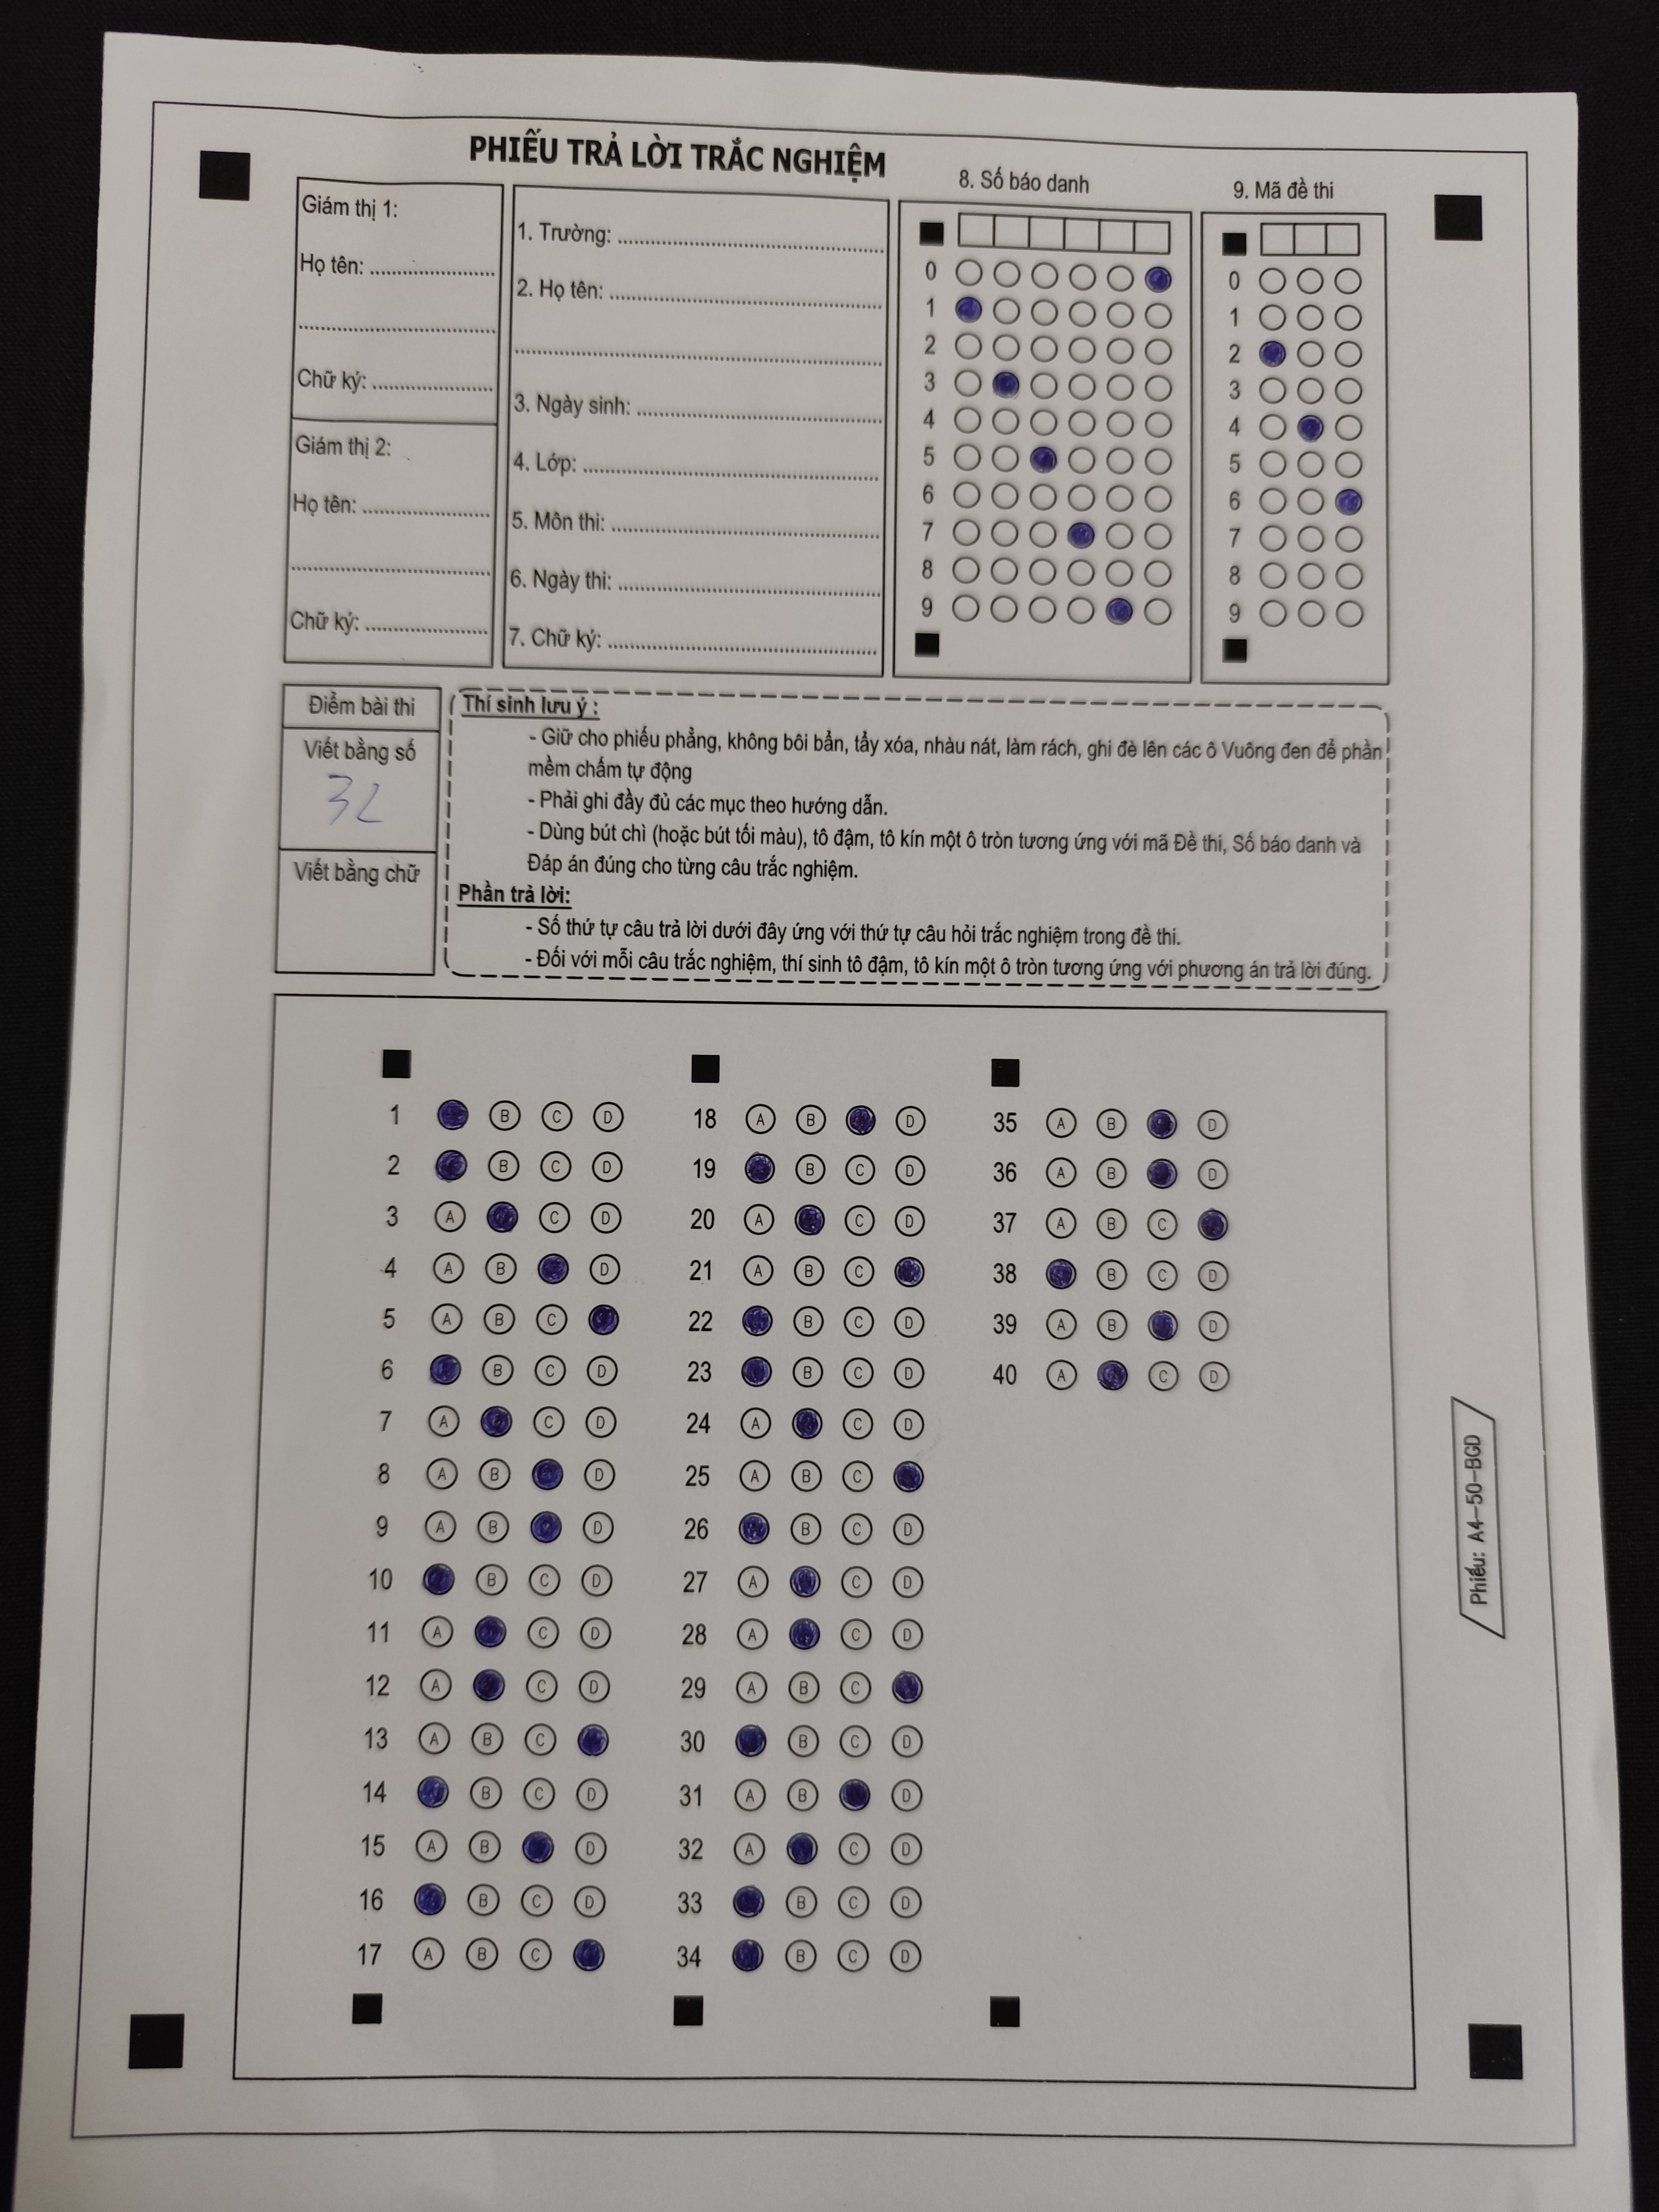 PHIẾU TRẢ LỜI TRẮC NGHIỆM
Giám thị 1:
Họ tên: ..........................
..........................................
Chữ ký: .........................
Giám thị 2:
Họ tên: ..........................
..........................................
Chữ ký: .........................
1. Trường: ..........................................................
2. Họ tên: ..........................................................
..........................................................................
3. Ngày sinh: ......................................................
4. Lớp: ..............................................................
5. Môn thi: ..........................................................
6. Ngày thi: .........................................................
7. Chữ ký: ..........................................................
8. Số báo danh
0
1
2
3
4
5
6
7
8
9
9. Mã đề thi
0
1
2
3
4
5
6
7
8
9
Điểm bài thi
Viết bằng số
32
Viết bằng chữ
Thí sinh lưu ý :
- Giữ cho phiếu phẳng, không bôi bẩn, tẩy xóa, nhàu nát, làm rách, ghi đè lên các ô Vuông đen để phần
mềm chấm tự động
- Phải ghi đầy đủ các mục theo hướng dẫn.
- Dùng bút chì (hoặc bút tối màu), tô đậm, tô kín một ô tròn tương ứng với mã Đề thi, Số báo danh và
Đáp án đúng cho từng câu trắc nghiệm.
Phần trả lời:
- Số thứ tự câu trả lời dưới đây ứng với thứ tự câu hỏi trắc nghiệm trong đề thi.
- Đối với mỗi câu trắc nghiệm, thí sinh tô đậm, tô kín một ô tròn tương ứng với phương án trả lời đúng.
1 B C D
2 B C D
3 A C D
4 A B D
5 A B C
6 B C D
7 A C D
8 A B D
9 A B D
10 B C D
11 A C D
12 A C D
13 A B C
14 B C D
15 A B D
16 B C D
17 A B C
18 A B D
19 B C D
20 A C D
21 A B C
22 B C D
23 B C D
24 A C D
25 A B C
26 B C D
27 A C D
28 A C D
29 A B C
30 B C D
31 A B D
32 A C D
33 B C D
34 B C D
35 A B D
36 A B D
37 A B C
38 B C D
39 A B D
40 A C D
Phiếu: A4-50-BGD